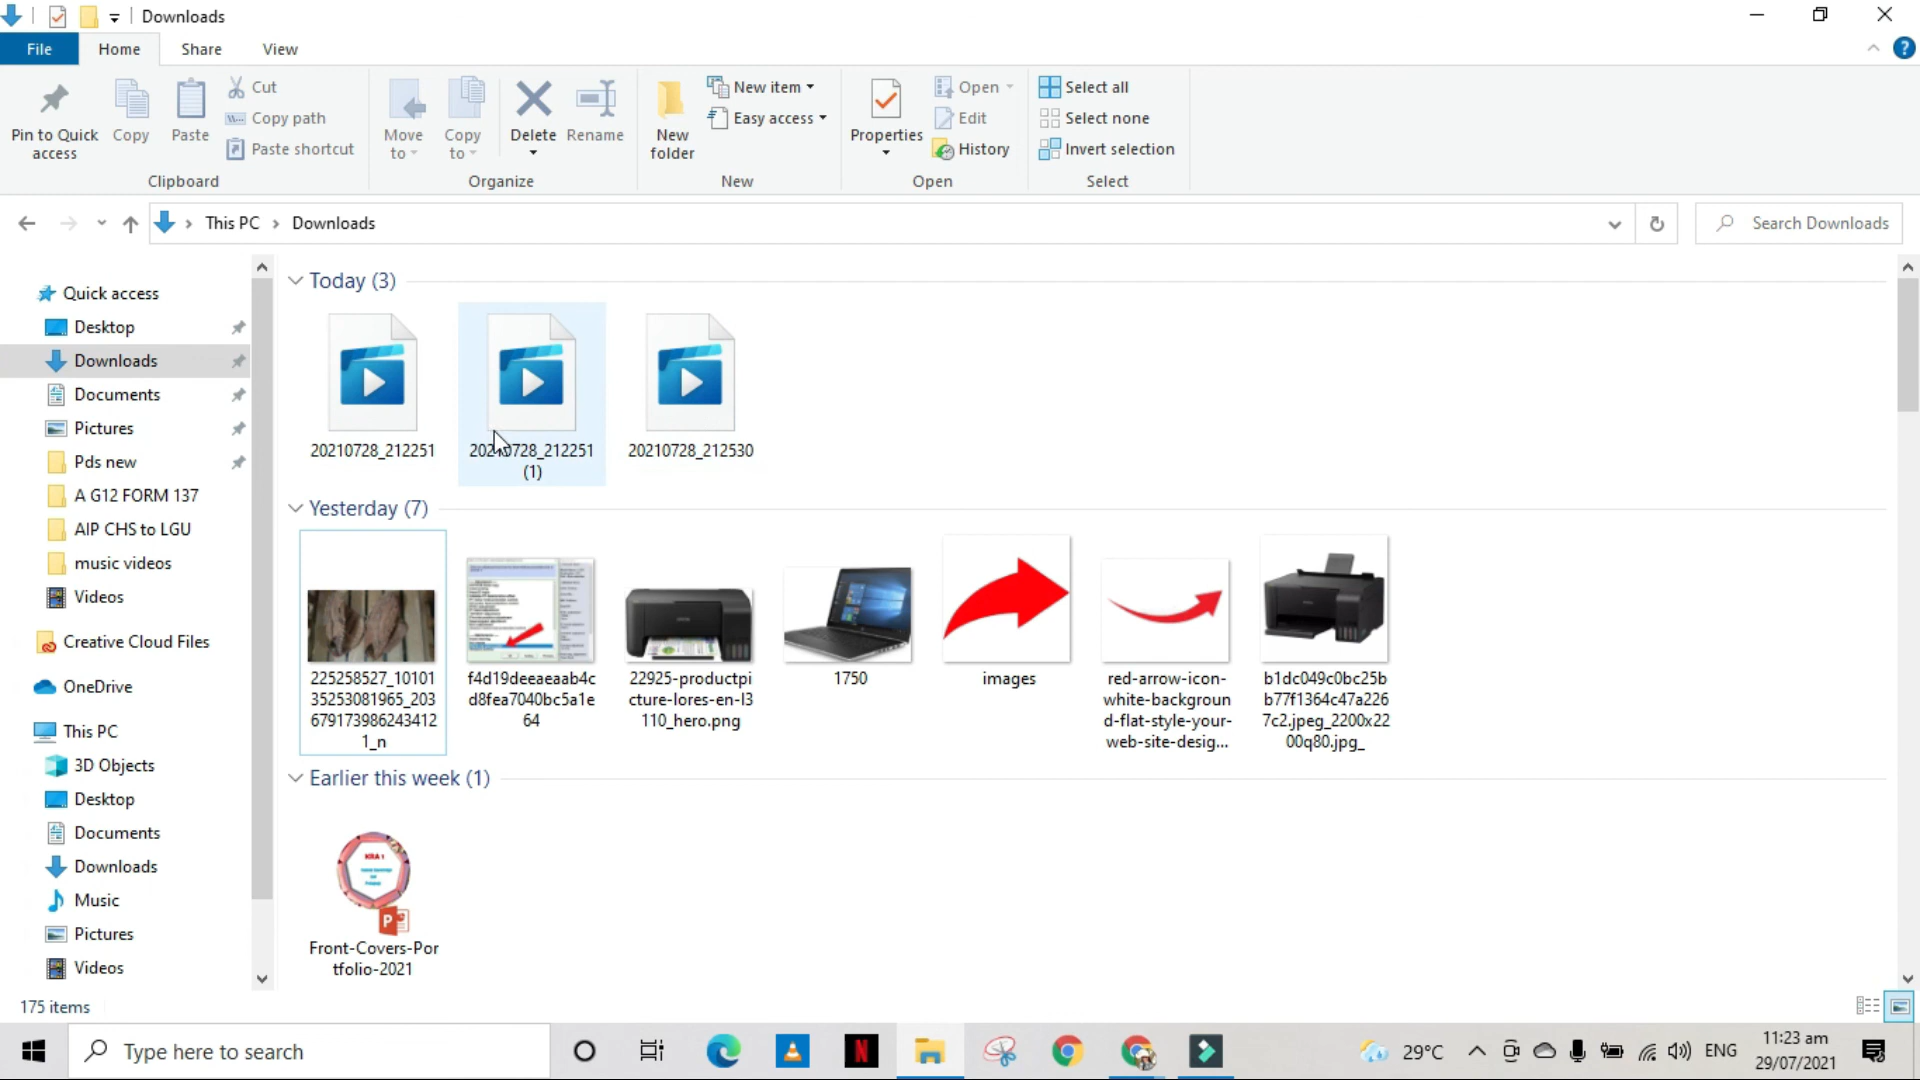 Downloads
File Home Share View
Pin to Quick access
Copy
Paste
Cut
Copy path
Paste shortcut
Clipboard
Move to
Copy to
Delete
Rename
Organize
New folder
New item
Easy access
New
Properties
Open
Edit
History
Open
Select all
Select none
Invert selection
Select
This PC > Downloads
Search Downloads
Quick access
Desktop
Downloads
Documents
Pictures
Pds new
A G12 FORM 137
AIP CHS to LGU
music videos
Videos
Creative Cloud Files
OneDrive
This PC
3D Objects
Desktop
Documents
Downloads
Music
Pictures
Videos
Today (3)
20210728_212251
20210728_212251
(1)
20210728_212530
Yesterday (7)
225258527_10101
35253081965_203
679173986243412
1_n
f4d19deeaeaab4c
d8fea7040bc5a1e
64
22925-productpi
cture-lores-en-l3
110_hero.png
1750
images
red-arrow-icon-
white-backgroun
d-flat-style-your-
web-site-desig...
b1dc049c0bc25b
b77f1364c47a226
7c2.jpeg_2200x22
00q80.jpg_
Earlier this week (1)
KRA 1
Front-Covers-Por
tfolio-2021
175 items
Type here to search
29°C
ENG
11:23 am
29/07/2021